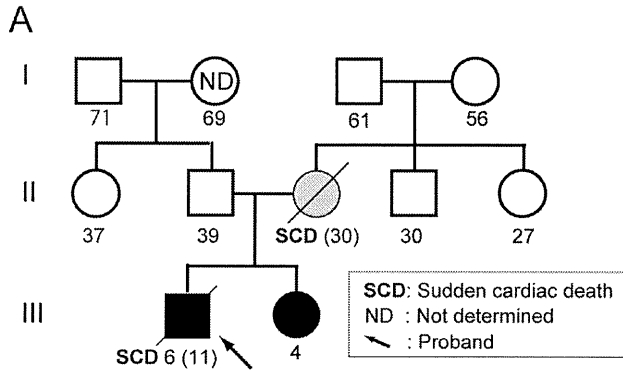 A
I
ND
71 69 61 56
II
37 39 SCD (30) 30 27
III
SCD 6 (11) 4
SCD: Sudden cardiac death
ND : Not determined
: Proband